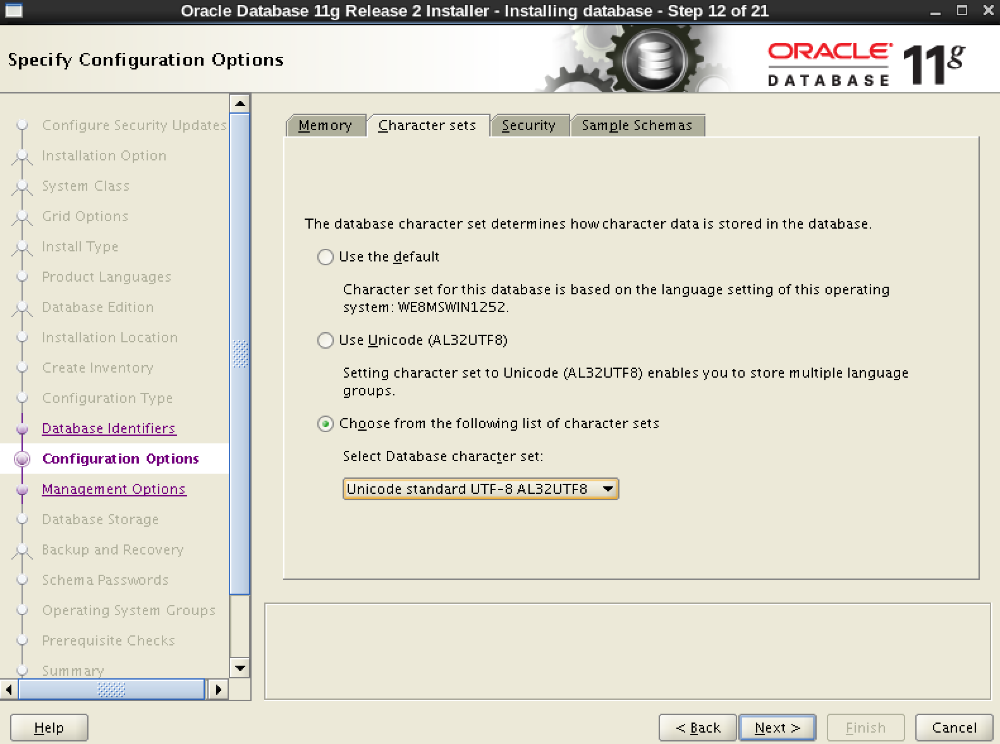 Oracle Database 11g Release 2 Installer - Installing database - Step 12 of 21
Specify Configuration Options
ORACLE
DATABASE
11g
Configure Security Updates
Installation Option
System Class
Grid Options
Install Type
Product Languages
Database Edition
Installation Location
Create Inventory
Configuration Type
Database Identifiers
Configuration Options
Management Options
Database Storage
Backup and Recovery
Schema Passwords
Operating System Groups
Prerequisite Checks
Summary
Memory
Character sets
Security
Sample Schemas
The database character set determines how character data is stored in the database.
Use the default
Character set for this database is based on the language setting of this operating
system: WE8MSWIN1252.
Use Unicode (AL32UTF8)
Setting character set to Unicode (AL32UTF8) enables you to store multiple language
groups.
Choose from the following list of character sets
Select Database character set:
Unicode standard UTF-8 AL32UTF8
Help
< Back
Next >
Finish
Cancel